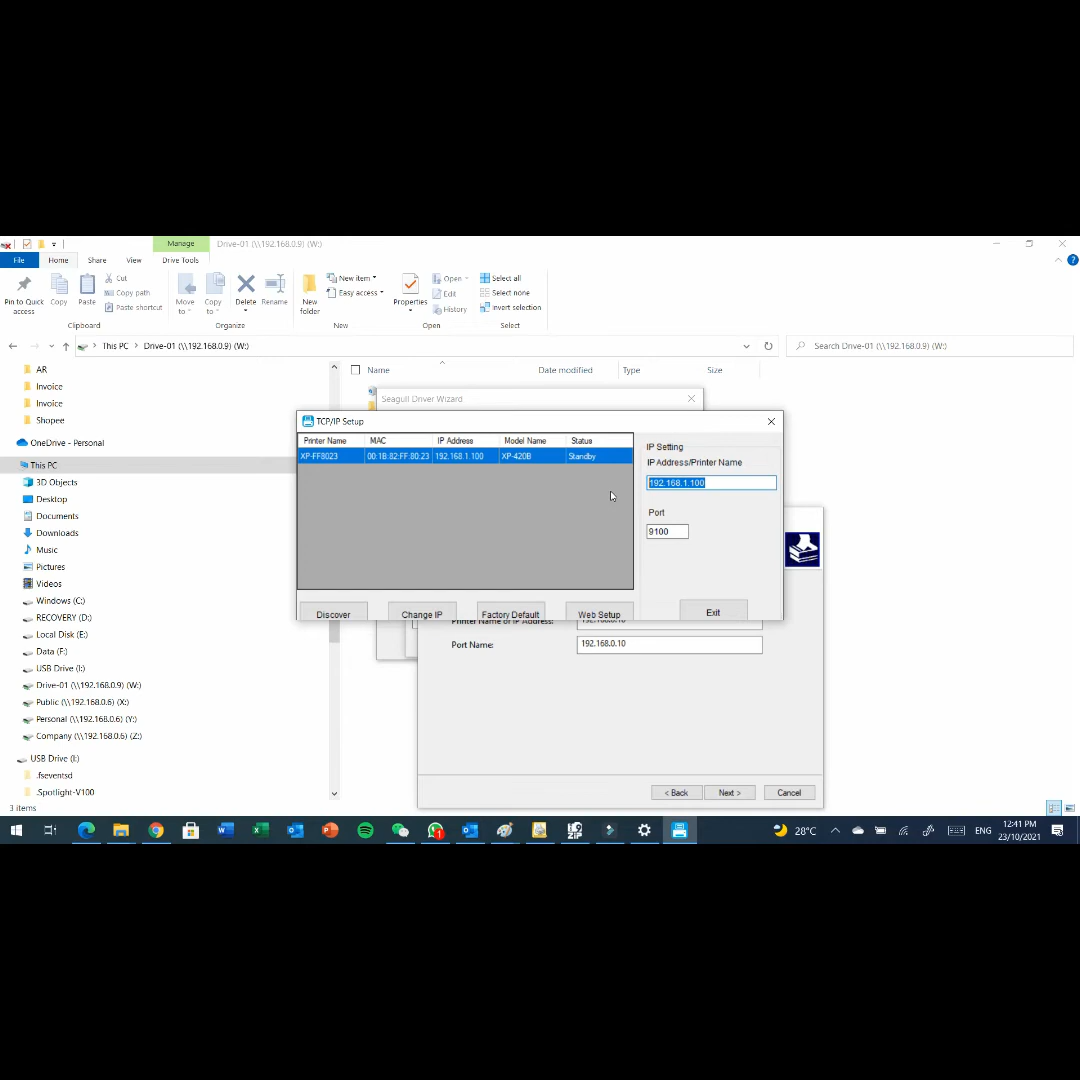 Manage
Drive-01 (\\192.168.0.9) (W:)
File
Home
Share
View
Drive Tools
Pin to Quick access
Copy
Paste
Cut
Copy path
Paste shortcut
Clipboard
Move to
Copy to
Delete
Rename
Organize
New folder
New item
Easy access
New
Properties
Open
Edit
History
Open
Select all
Select none
Invert selection
Select
This PC
Drive-01 (\\192.168.0.9) (W:)
Search Drive-01 (\\192.168.0.9) (W:)
Name
Date modified
Type
Size
AR
Invoice
Invoice
Shopee
OneDrive - Personal
This PC
3D Objects
Desktop
Documents
Downloads
Music
Pictures
Videos
Windows (C:)
RECOVERY (D:)
Local Disk (E:)
Data (F:)
USB Drive (I:)
Drive-01 (\\192.168.0.9) (W:)
Public (\\192.168.0.6) (X:)
Personal (\\192.168.0.6) (Y:)
Company (\\192.168.0.6) (Z:)
USB Drive (I:)
.fseventsd
.Spotlight-V100
3 items
Seagull Driver Wizard
TCP/IP Setup
Printer Name MAC IP Address Model Name Status
XP-FF8023 00:1B:82:FF:80:23 192.168.1.100 XP-420B Standby
IP Setting
IP Address/Printer Name
192.168.1.100
Port
9100
Discover
Change IP
Factory Default
Web Setup
Exit
Printer Name or IP Address: 192.168.0.10
Port Name: 192.168.0.10
< Back
Next >
Cancel
28°C
ENG
12:41 PM
23/10/2021